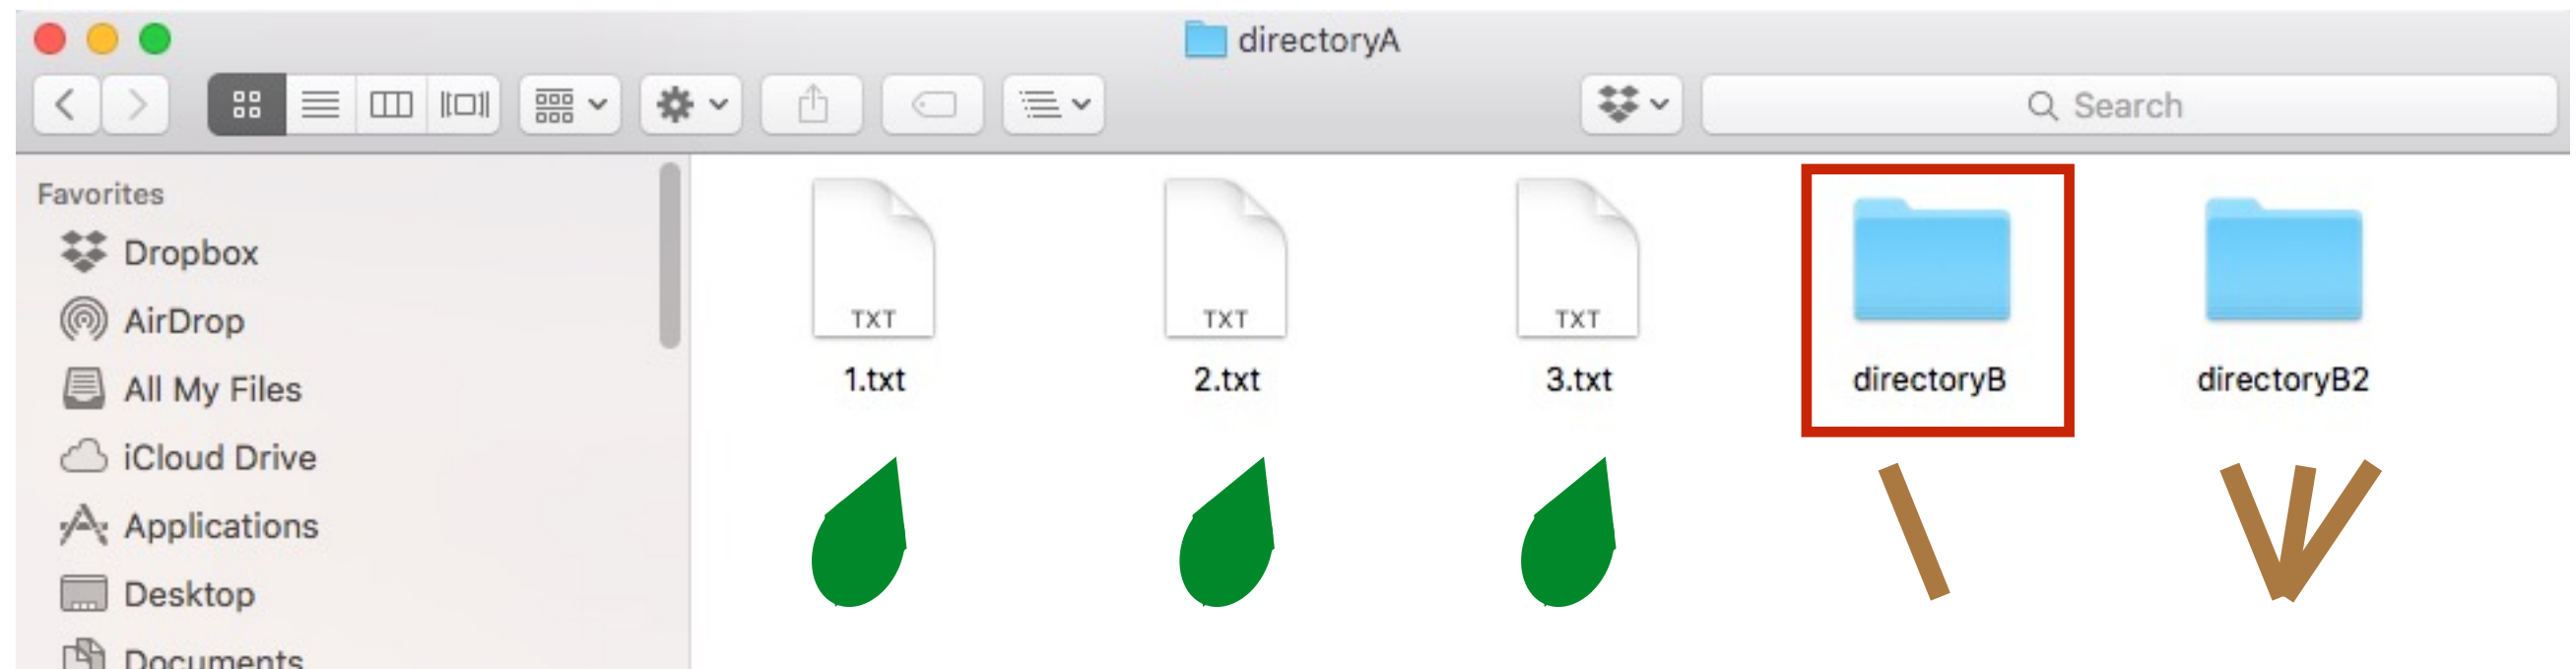 directoryA
Search
Favorites
Dropbox
AirDrop
All My Files
iCloud Drive
Applications
Desktop
Documents
TXT TXT TXT
1.txt 2.txt 3.txt directoryB directoryB2